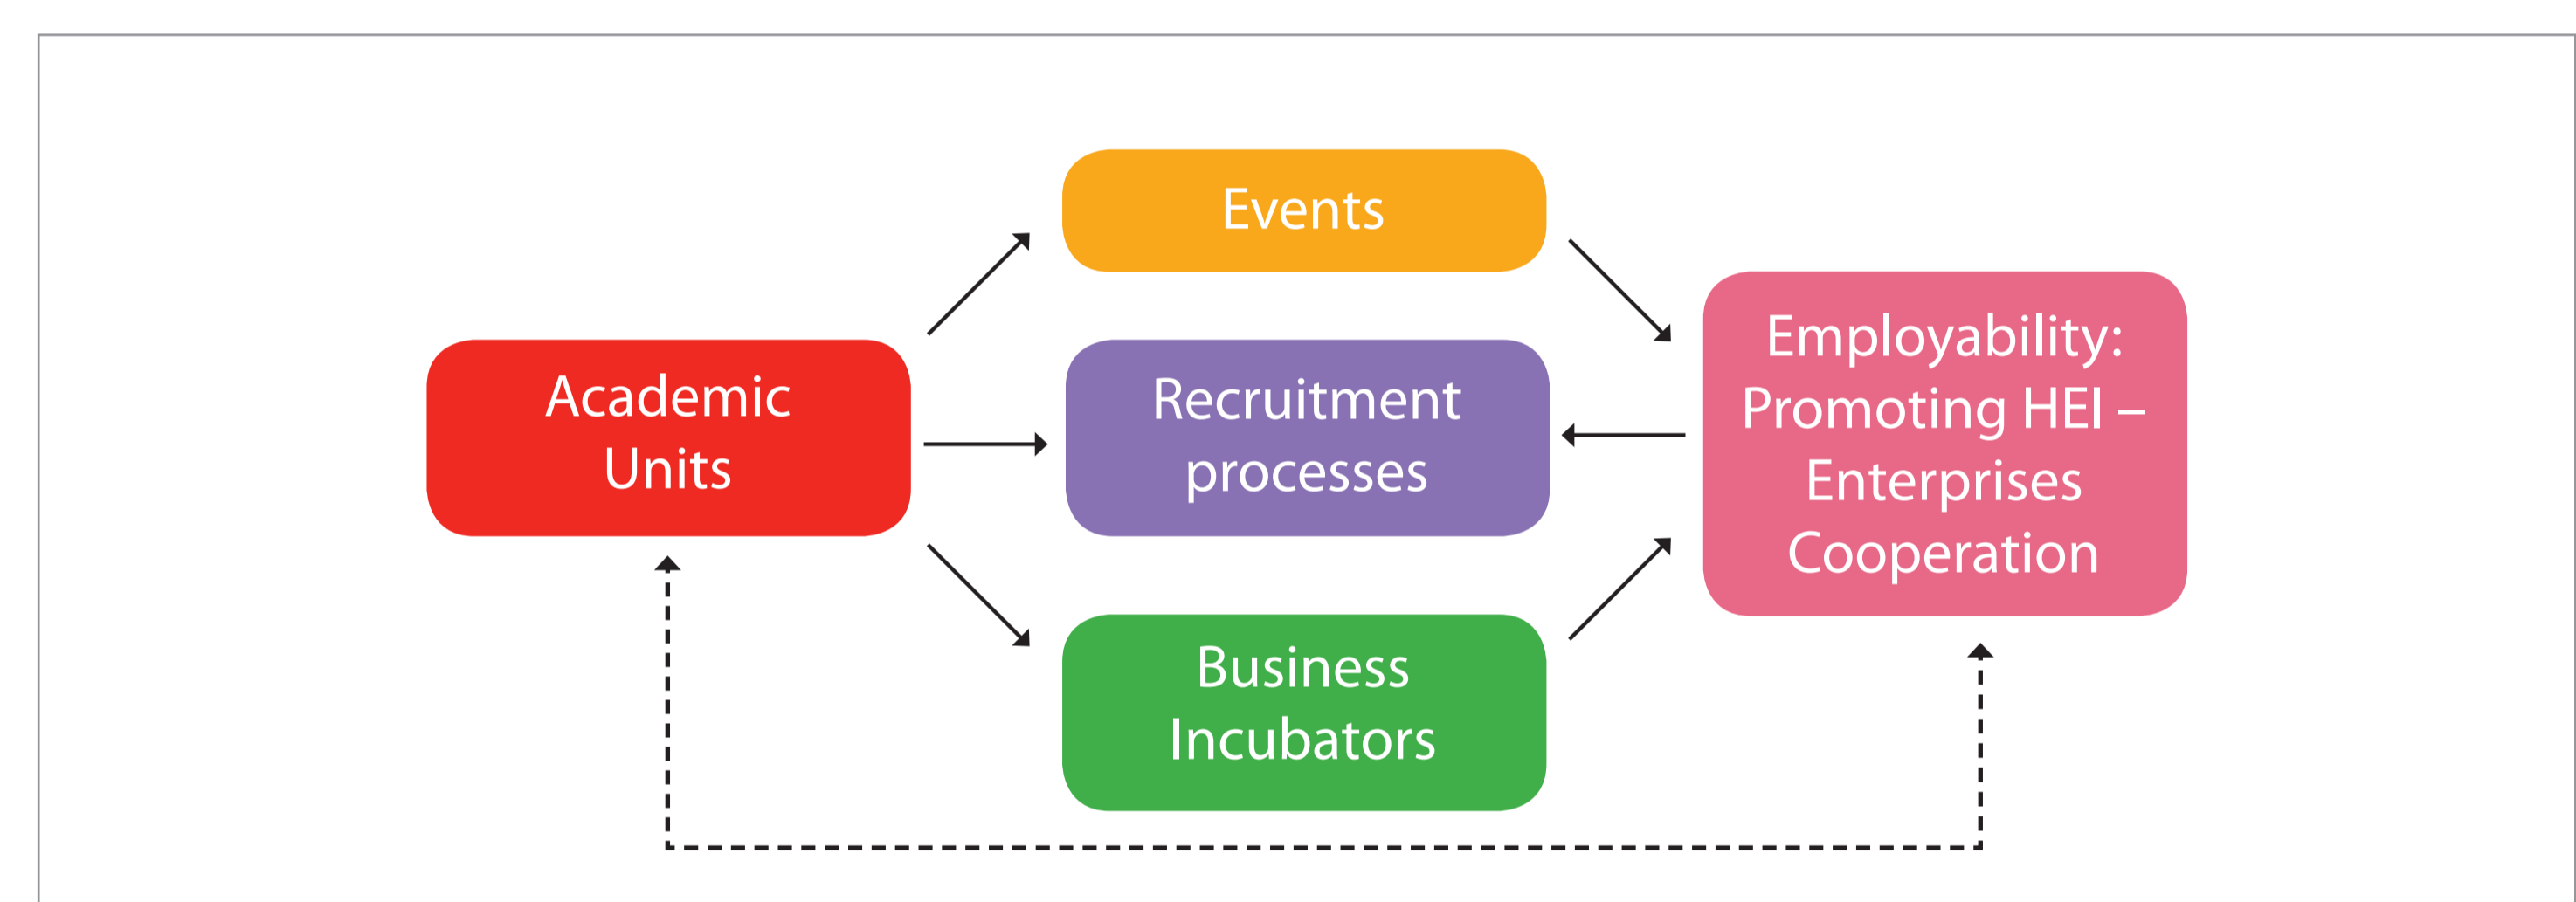 Events
Academic
Units
Recruitment
processes
Employability:
Promoting HEI –
Enterprises
Cooperation
Business
Incubators